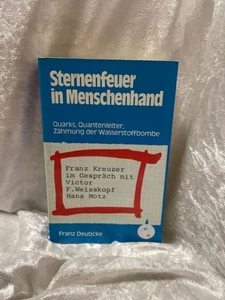 Sternenfeuer
in Menschenhand
Quarks, Quantenleiter;
Zähmung der Wasserstoffbombe
Franz Kreuzer
im Gespräch mit
Victor
F.Weisskopf
Hans Motz
Franz Deuticke